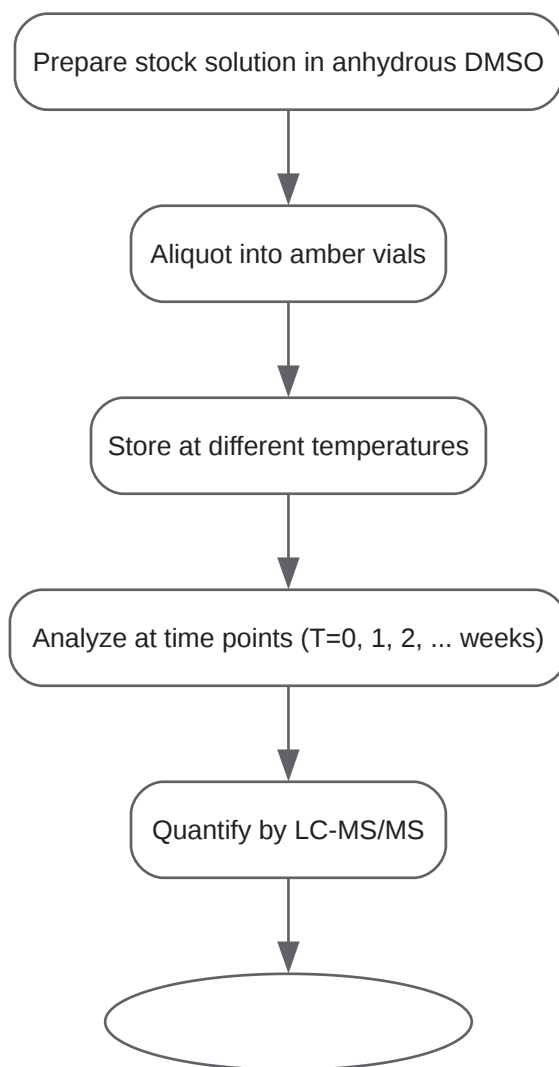 Prepare stock solution in anhydrous DMSO
Aliquot into amber vials
Store at different temperatures
Analyze at time points (T=0, 1, 2, ... weeks)
Quantify by LC-MS/MS